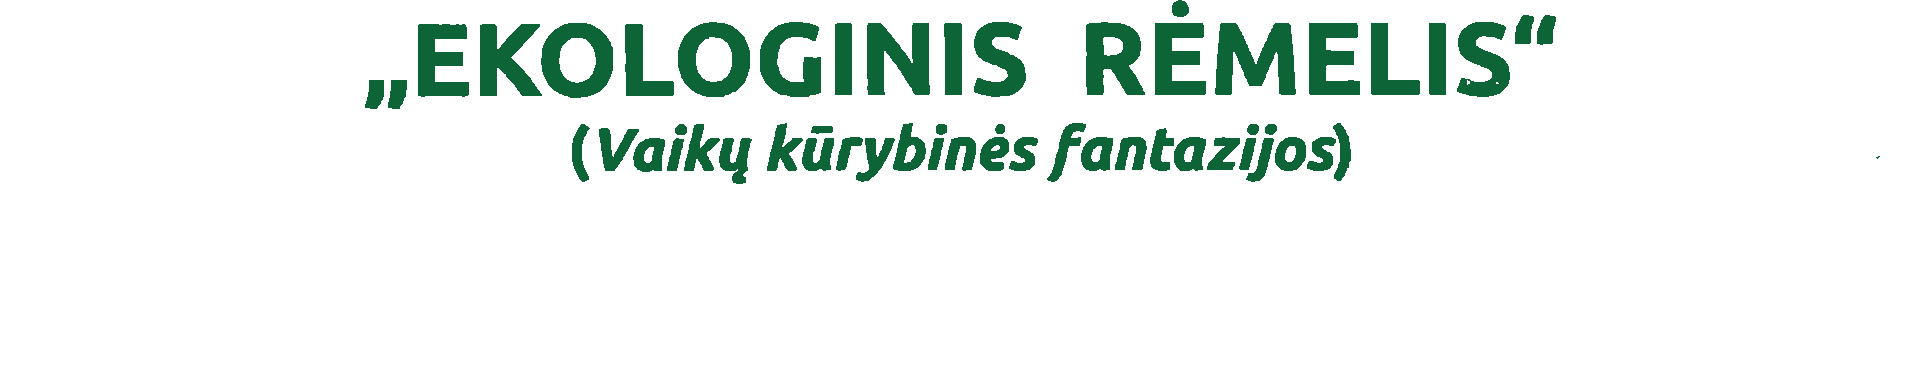 „EKOLOGINIS RĖMELIS“
(Vaikų kūrybinės fantazijos)